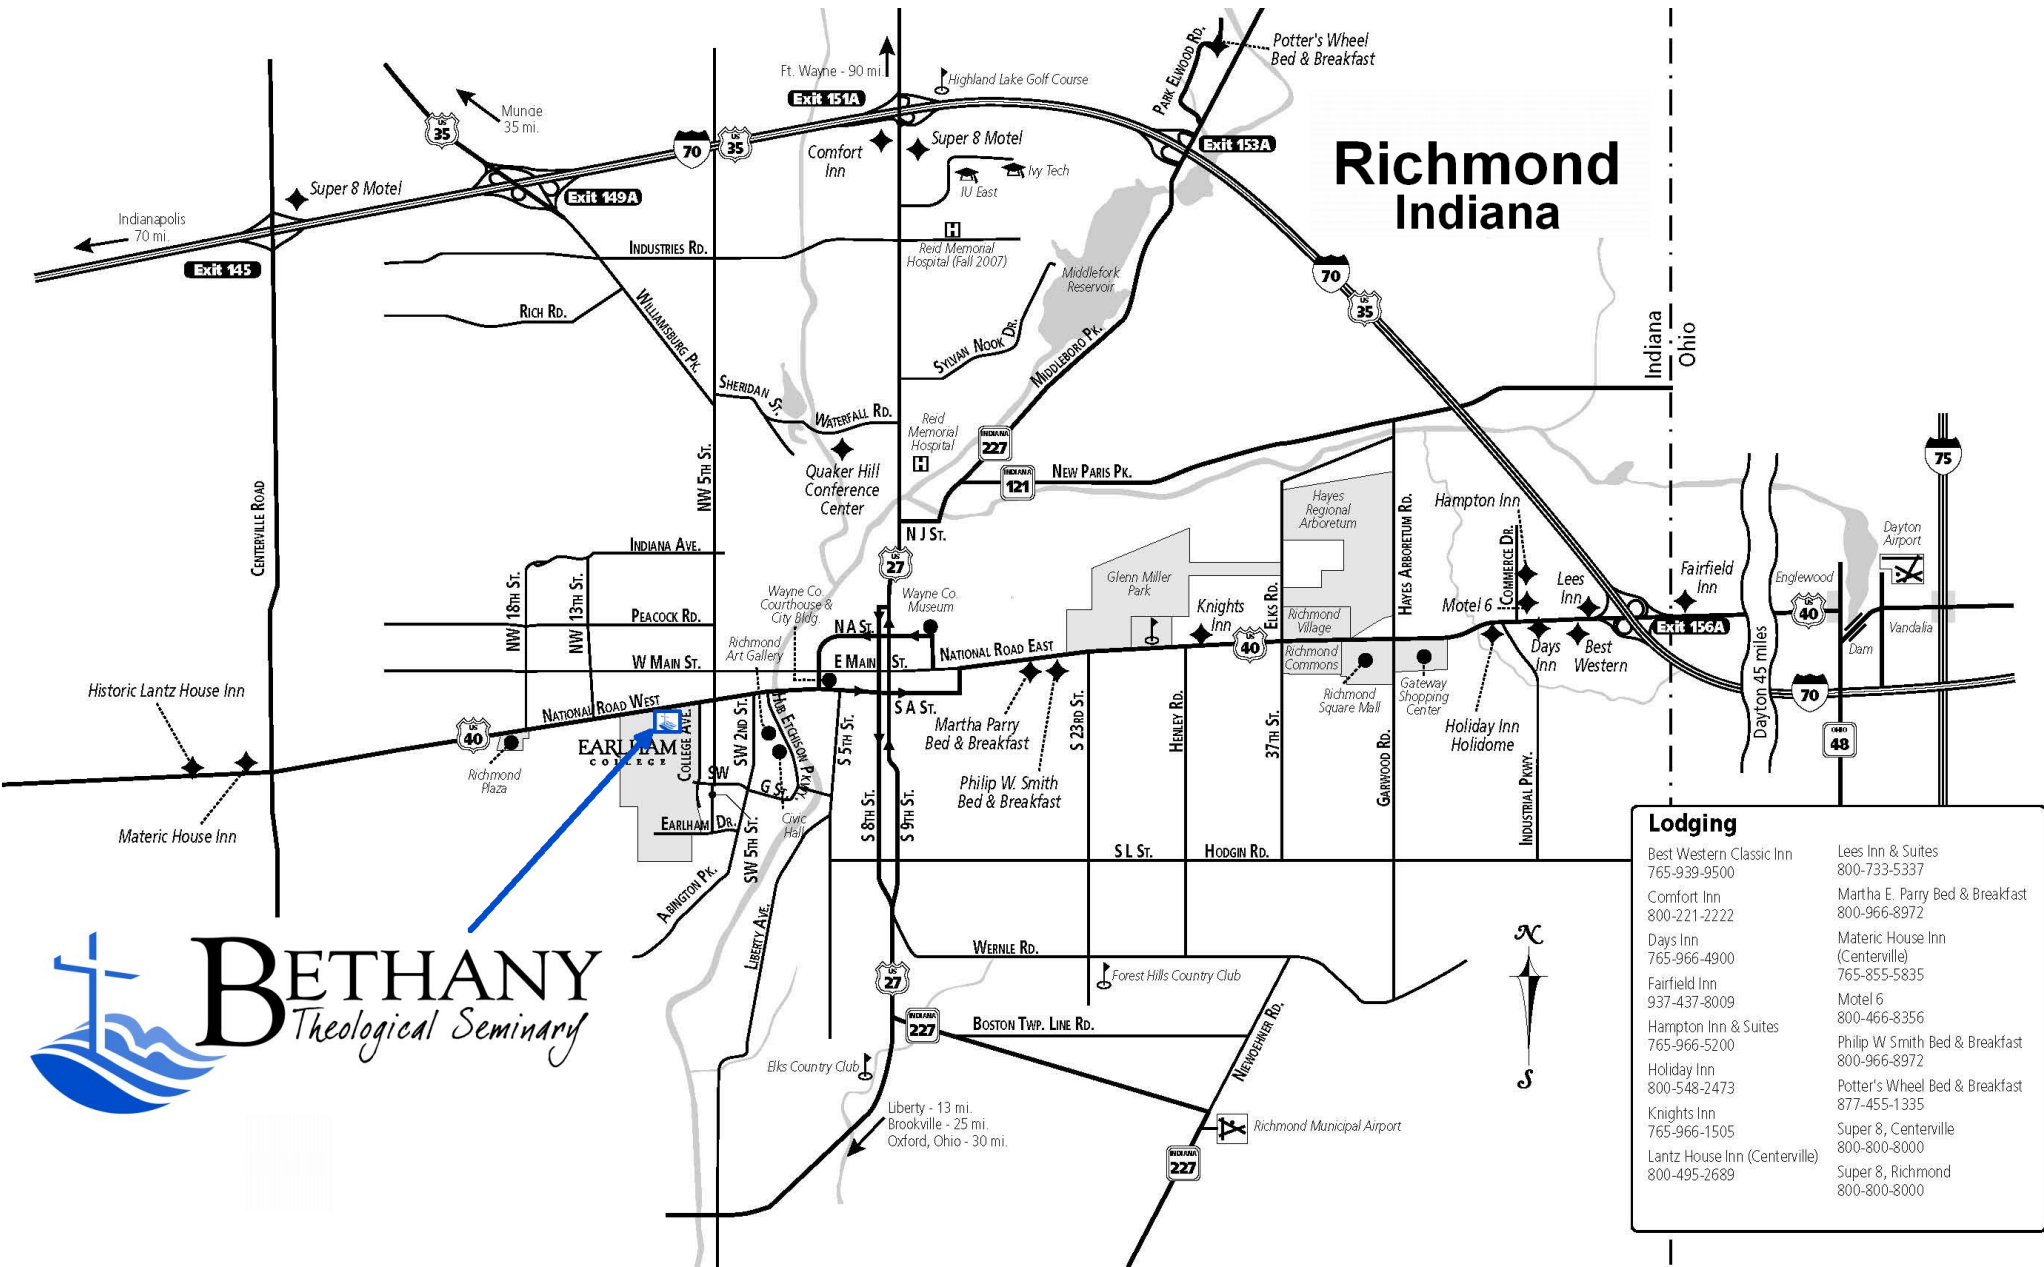 Richmond
Indiana
Potter's Wheel
Bed & Breakfast
PARK ELWOOD RD.
Ft. Wayne - 90 mi.
Highland Lake Golf Course
Exit 151A
US
35
Muncie
35 mi.
70
US
35
Comfort
Inn
Super 8 Motel
Exit 153A
IU East
Ivy Tech
Super 8 Motel
Exit 149A
Indianapolis
70 mi.
Exit 145
INDUSTRIES RD.
Reid Memorial
Hospital (Fall 2007)
Middlefork
Reservoir
70
US
35
RICH RD.
WILLIAMSBURG PK.
SYLVAN NOOK DR.
MIDDLEBORO PK.
Indiana
Ohio
SHERIDAN ST.
WATERFALL RD.
Reid
Memorial
Hospital
INDIANA
227
INDIANA
121
NEW PARIS PK.
Quaker Hill
Conference
Center
NW 5TH ST.
CENTERVILLE ROAD
N J ST.
US
27
Hayes
Regional
Arboretum
HAYES ARBORETUM RD.
Hampton Inn
COMMERCE DR.
75
Dayton
Airport
INDIANA AVE.
NW 18TH ST.
NW 13TH ST.
PEACOCK RD.
W MAIN ST.
Wayne Co.
Courthouse &
City Bldg.
Wayne Co.
Museum
Richmond
Art Gallery
N A ST.
E MAIN ST.
S A ST.
NATIONAL ROAD EAST
Glenn Miller
Park
Knights
Inn
US
40
ELKS RD.
Richmond
Village
Richmond
Commons
Motel 6
Lees
Inn
Fairfield
Inn
Exit 156A
Days
Inn
Best
Western
Englewood
US
40
Vandalia
Dam
Dayton 45 miles
70
OHIO
48
Historic Lantz House Inn
NATIONAL ROAD WEST
US
40
Richmond
Plaza
EARLHAM
COLLEGE
COLLEGE AVE.
SW 2ND ST.
HUB ETCHISON PKWY.
S 5TH ST.
SW
G ST.
Civic
Hall
EARLHAM DR.
SW 5TH ST.
ABINGTON PK.
LIBERTY AVE.
S 8TH ST.
S 9TH ST.
Martha Parry
Bed & Breakfast
Philip W. Smith
Bed & Breakfast
S 23RD ST.
HENLEY RD.
37TH ST.
Richmond
Square Mall
Gateway
Shopping
Center
GARWOOD RD.
Holiday Inn
Holidome
INDUSTRIAL PKWY.
Materic House Inn
S L ST.
HODGIN RD.
WERNLE RD.
Forest Hills Country Club
US
27
INDIANA
227
BOSTON TWP. LINE RD.
NIEWOEHNER RD.
Elks Country Club
Liberty - 13 mi.
Brookville - 25 mi.
Oxford, Ohio - 30 mi.
Richmond Municipal Airport
INDIANA
227
N
S
BETHANY
Theological Seminary
Lodging
Best Western Classic Inn
765-939-9500
Comfort Inn
800-221-2222
Days Inn
765-966-4900
Fairfield Inn
937-437-8009
Hampton Inn & Suites
765-966-5200
Holiday Inn
800-548-2473
Knights Inn
765-966-1505
Lantz House Inn (Centerville)
800-495-2689
Lees Inn & Suites
800-733-5337
Martha E. Parry Bed & Breakfast
800-966-8972
Materic House Inn
(Centerville)
765-855-5835
Motel 6
800-466-8356
Philip W Smith Bed & Breakfast
800-966-8972
Potter's Wheel Bed & Breakfast
877-455-1335
Super 8, Centerville
800-800-8000
Super 8, Richmond
800-800-8000